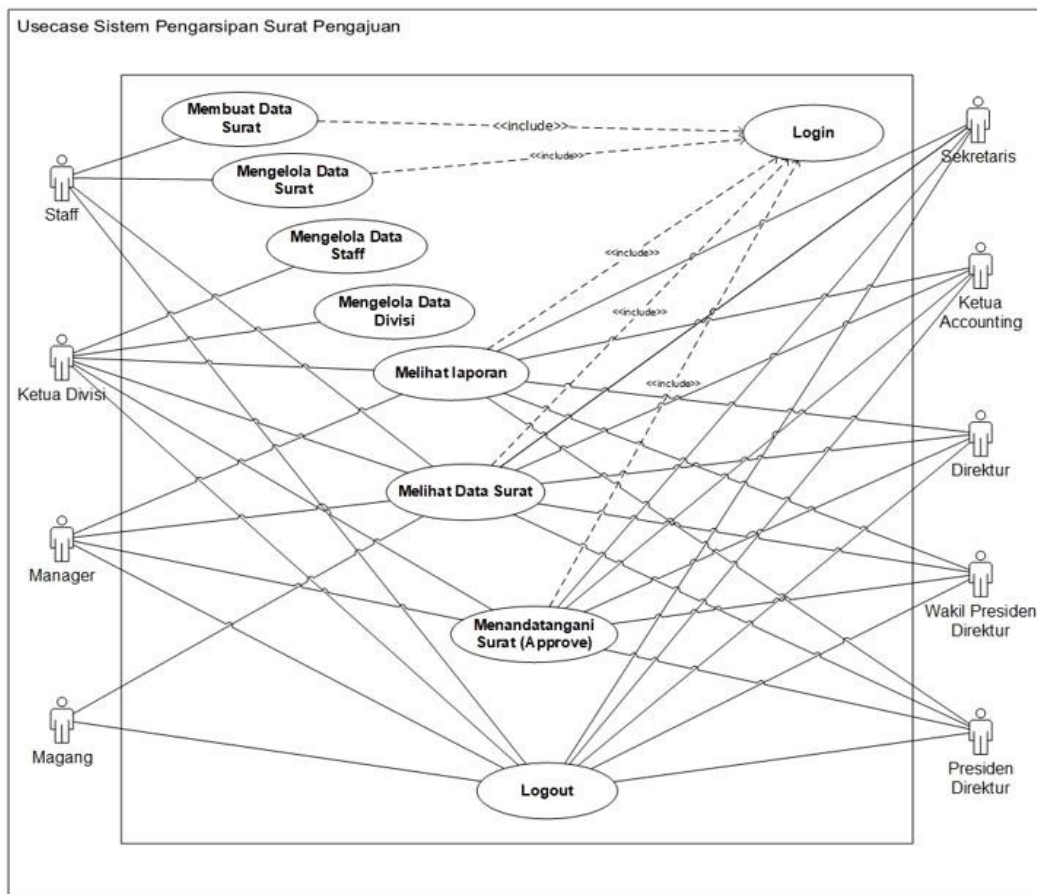 Usecase Sistem Pengarsipan Surat Pengajuan
Membuat Data
Surat
<<include>>
Login
Sekretaris
Mengelola Data
Surat
<<include>>
Staff
Mengelola Data
Staff
<<include>>
Ketua
Accounting
Mengelola Data
Divisi
<<include>>
Ketua Divisi
Melihat laporan
<<include>>
Direktur
Melihat Data Surat
Manager
Wakil Presiden
Direktur
Menandatangani
Surat (Approve)
Magang
Presiden
Direktur
Logout